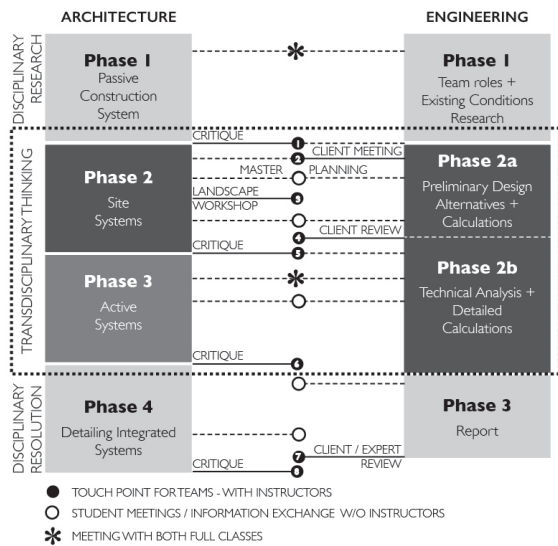 ARCHITECTURE
ENGINEERING
DISCIPLINARY
RESEARCH
Phase 1
Passive
Construction
System
Phase 1
Team roles +
Existing Conditions
Research
TRANSDISCIPLINARY THINKING
CRITIQUE
1
2
CLIENT MEETING
MASTER PLANNING
LANDSCAPE
3
WORKSHOP
4
CLIENT REVIEW
CRITIQUE
5
Phase 2
Site
Systems
Phase 2a
Preliminary Design
Alternatives +
Calculations
Phase 3
Active
Systems
Phase 2b
Technical Analysis +
Detailed
Calculations
CRITIQUE
6
DISCIPLINARY
RESOLUTION
Phase 4
Detailing Integrated
Systems
Phase 3
Report
CLIENT / EXPERT
7
REVIEW
CRITIQUE
8
TOUCH POINT FOR TEAMS - WITH INSTRUCTORS
STUDENT MEETINGS / INFORMATION EXCHANGE W/O INSTRUCTORS
MEETING WITH BOTH FULL CLASSES